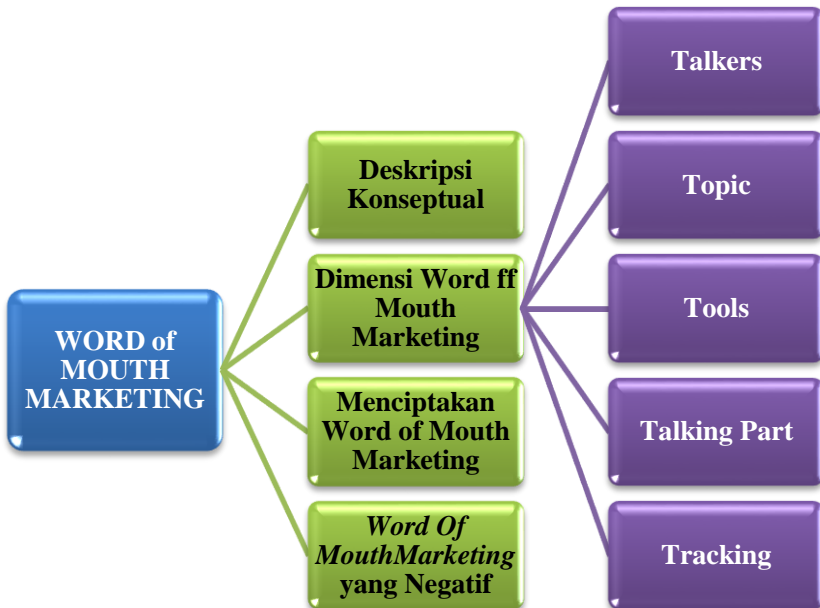 WORD of
MOUTH
MARKETING
Deskripsi
Konseptual
Dimensi Word ff
Mouth
Marketing
Menciptakan
Word of Mouth
Marketing
Word Of
MouthMarketing
yang Negatif
Talkers
Topic
Tools
Talking Part
Tracking